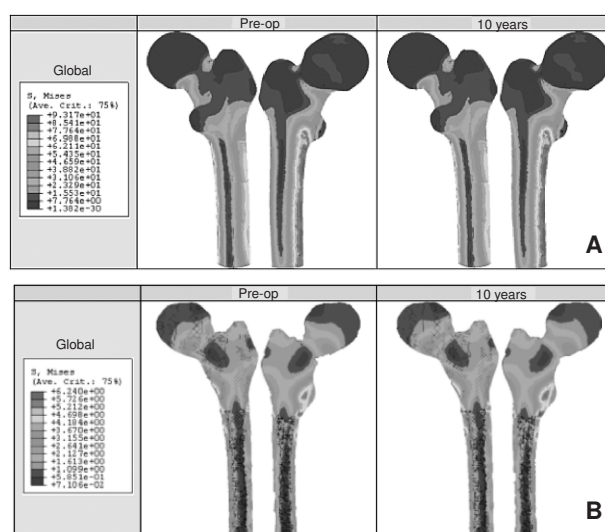 Pre-op
10 years
Global
S, Mises
(Ave. Crit.: 75%)
+9.317e+01
+8.541e+01
+7.764e+01
+6.988e+01
+6.211e+01
+5.435e+01
+4.659e+01
+3.882e+01
+3.106e+01
+2.329e+01
+1.553e+01
+7.764e+00
+1.382e-30
A
Pre-op
10 years
Global
S, Mises
(Ave. Crit.: 75%)
+6.240e+00
+5.726e+00
+5.212e+00
+4.698e+00
+4.184e+00
+3.670e+00
+3.155e+00
+2.641e+00
+2.127e+00
+1.613e+00
+1.099e+00
+5.851e-01
+7.106e-02
B